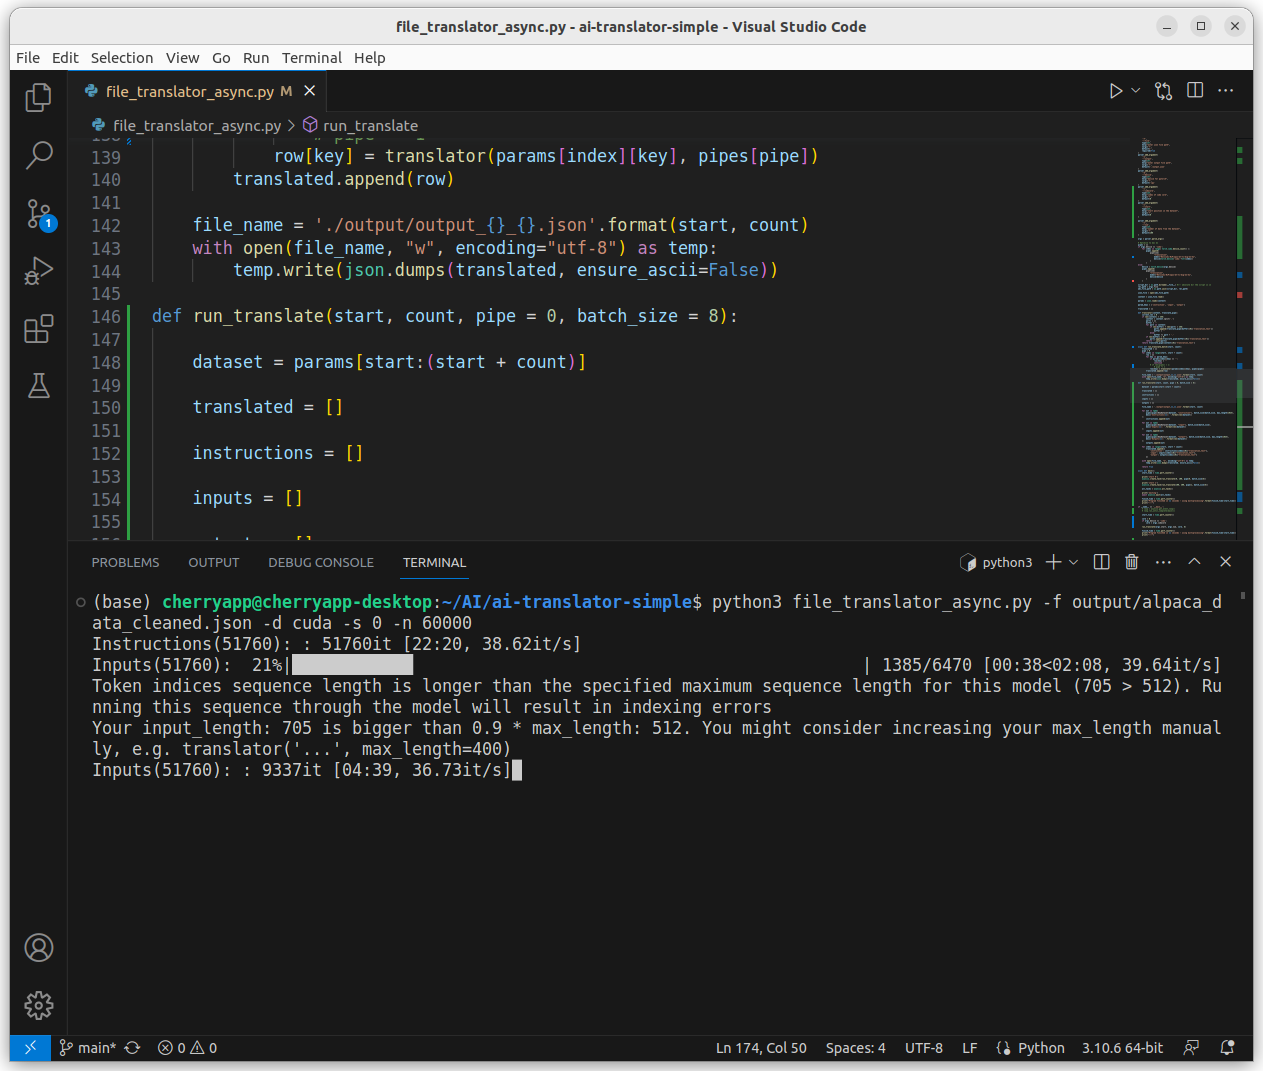 file_translator_async.py - ai-translator-simple - Visual Studio Code
File Edit Selection View Go Run Terminal Help
file_translator_async.py M
file_translator_async.py > run_translate
139 row[key] = translator(params[index][key], pipes[pipe])
140 translated.append(row)
141
142 file_name = './output/output_{}_{}.json'.format(start, count)
143 with open(file_name, "w", encoding="utf-8") as temp:
144 temp.write(json.dumps(translated, ensure_ascii=False))
145
146 def run_translate(start, count, pipe = 0, batch_size = 8):
147
148 dataset = params[start:(start + count)]
149
150 translated = []
151
152 instructions = []
153
154 inputs = []
155
1
PROBLEMS OUTPUT DEBUG CONSOLE TERMINAL
python3
(base) cherryapp@cherryapp-desktop:~/AI/ai-translator-simple$ python3 file_translator_async.py -f output/alpaca_d
ata_cleaned.json -d cuda -s 0 -n 60000
Instructions(51760): : 51760it [22:20, 38.62it/s]
Inputs(51760):  21%| | 1385/6470 [00:38<02:08, 39.64it/s]
Token indices sequence length is longer than the specified maximum sequence length for this model (705 > 512). Ru
nning this sequence through the model will result in indexing errors
Your input_length: 705 is bigger than 0.9 * max_length: 512. You might consider increasing your max_length manual
ly, e.g. translator('...', max_length=400)
Inputs(51760): : 9337it [04:39, 36.73it/s]
main* 0 0 Ln 174, Col 50 Spaces: 4 UTF-8 LF Python 3.10.6 64-bit